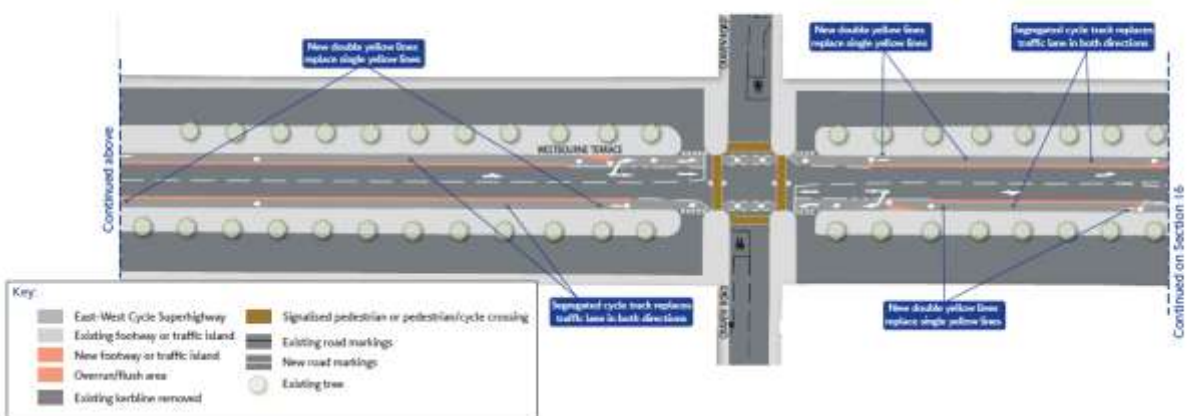 New double yellow lines
replace single yellow lines
New double yellow lines
replace single yellow lines
Segregated cycle track replaces
traffic lane in both directions
WESTBOURNE TERRACE
Continued above
Continued on Section 16
Segregated cycle track replaces
traffic lane in both directions
New double yellow lines
replace single yellow lines
Key:
East-West Cycle Superhighway
Existing footway or traffic island
New footway or traffic island
Overrun/flush area
Existing kerbline removed
Signalised pedestrian or pedestrian/cycle crossing
Existing road markings
New road markings
Existing tree